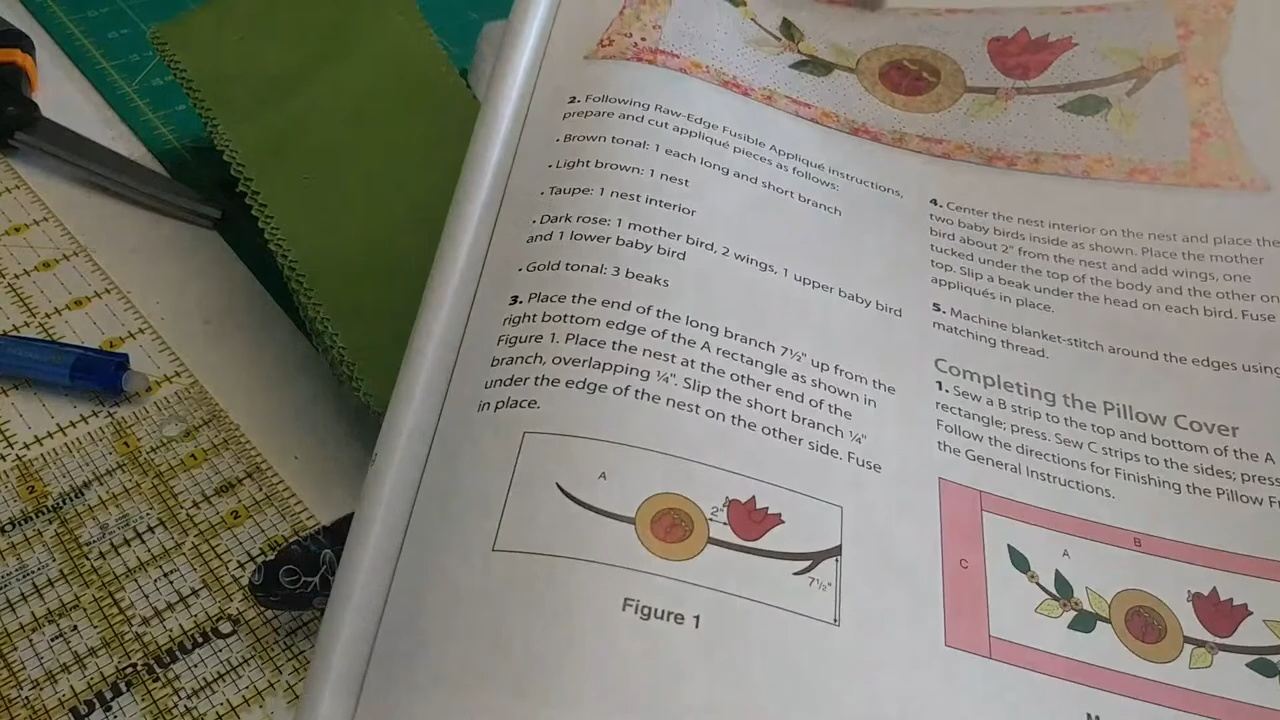 2. Following Raw-Edge Fusible Appliqué instructions,
prepare and cut appliqué pieces as follows:
• Brown tonal: 1 each long and short branch
• Light brown: 1 nest
• Taupe: 1 nest interior
• Dark rose: 1 mother bird, 2 wings, 1 upper baby bird
and 1 lower baby bird
• Gold tonal: 3 beaks
3. Place the end of the long branch 7½" up from the
right bottom edge of the A rectangle as shown in
Figure 1. Place the nest at the other end of the
branch, overlapping ¼". Slip the short branch ¼"
under the edge of the nest on the other side. Fuse
in place.
A
2"
7½"
Figure 1
4. Center the nest interior on the nest and place the
two baby birds inside as shown. Place the mother
bird about 2" from the nest and add wings, one
tucked under the top of the body and the other on
top. Slip a beak under the head on each bird. Fuse
appliqués in place.
5. Machine blanket-stitch around the edges using
matching thread.
Completing the Pillow Cover
1. Sew a B strip to the top and bottom of the A
rectangle; press. Sew C strips to the sides; press
Follow the directions for Finishing the Pillow
the General Instructions.
B
A
C
Omnigrid
Omnigrid